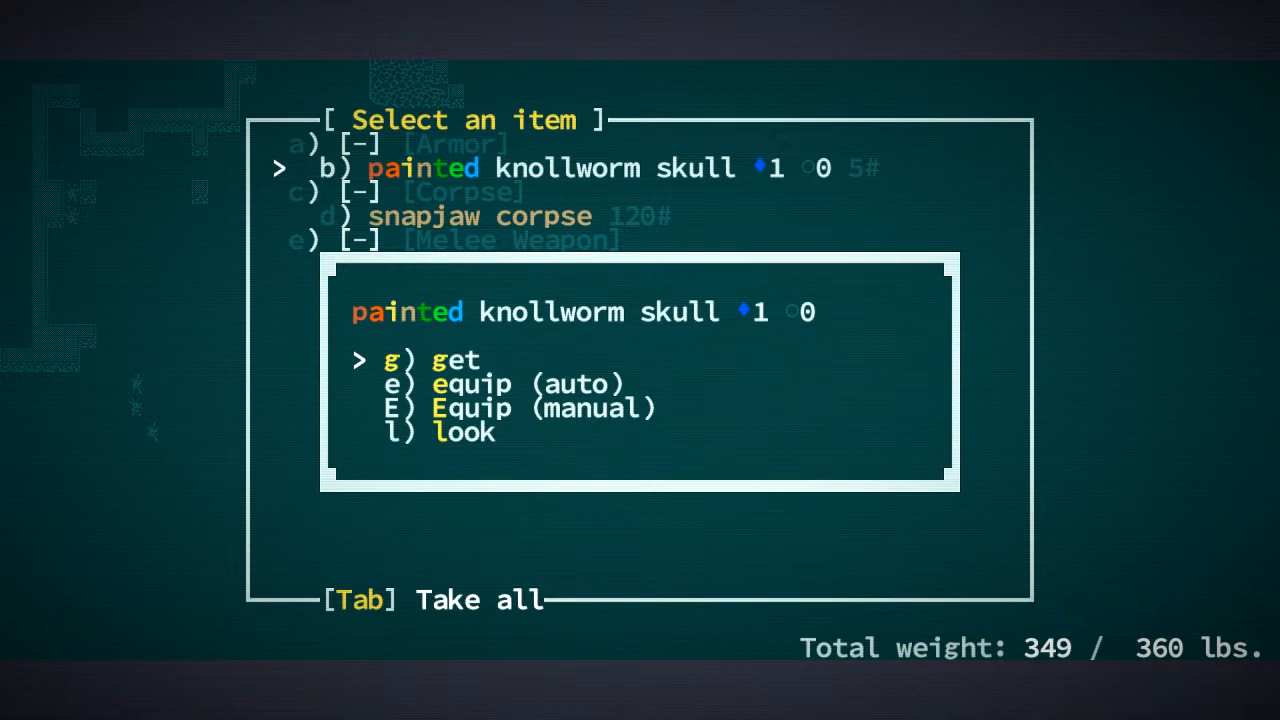 [ Select an item ]
a) [-] [Armor]
> b) painted knollworm skull ♦1 ○0 5#
c) [-] [Corpse]
d) snapjaw corpse 120#
e) [-] [Melee Weapon]
painted knollworm skull ♦1 ○0
> g) get
e) equip (auto)
E) Equip (manual)
l) look
[Tab] Take all
Total weight: 349 / 360 lbs.